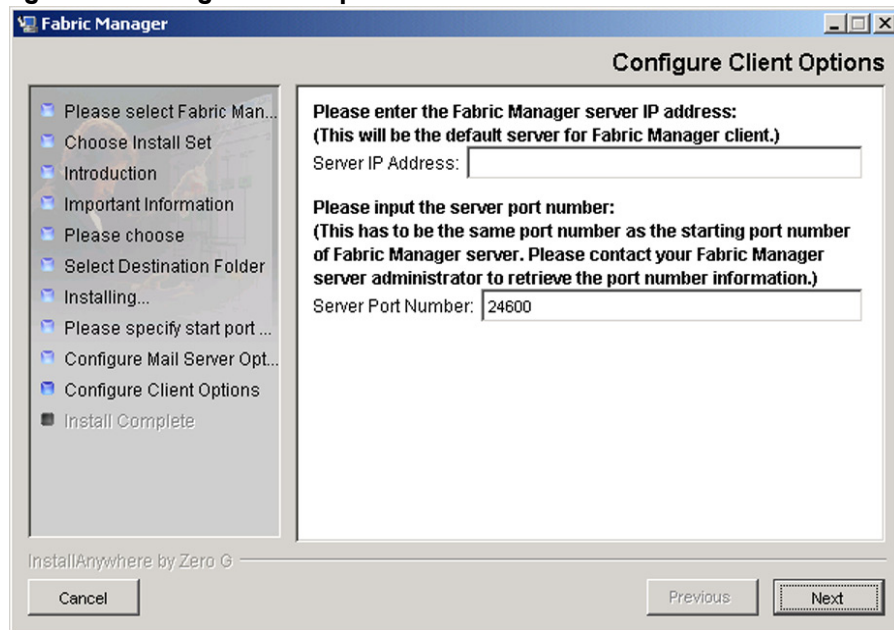 Fabric Manager
Configure Client Options
Please select Fabric Man...
Choose Install Set
Introduction
Important Information
Please choose
Select Destination Folder
Installing...
Please specify start port ...
Configure Mail Server Opt...
Configure Client Options
Install Complete
Please enter the Fabric Manager server IP address:
(This will be the default server for Fabric Manager client.)
Server IP Address:
Please input the server port number:
(This has to be the same port number as the starting port number
of Fabric Manager server. Please contact your Fabric Manager
server administrator to retrieve the port number information.)
Server Port Number: 24600
InstallAnywhere by Zero G
Cancel
Previous
Next